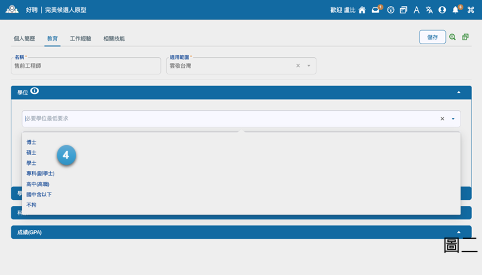 好聘 | 完美候選人原型
歡迎 盧比
個人簡歷 教育 工作經驗 相關技能
儲存
名稱 *
售前工程師
適用範圍 *
雲發台灣
學位
必要學位最低要求
博士
碩士
學士
專科(副學士)
高中(高職)
國中含以下
不拘
4
成績(GPA)
圖二